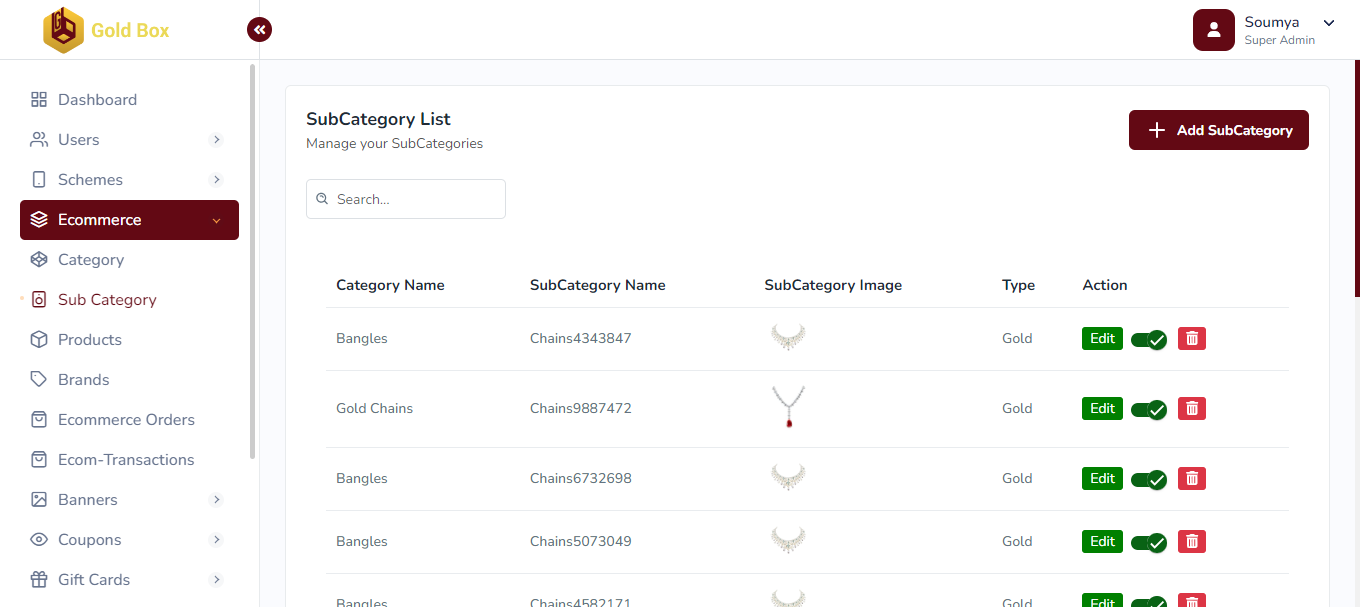 Gold Box
Soumya
Super Admin
Dashboard
Users
Schemes
Ecommerce
Category
Sub Category
Products
Brands
Ecommerce Orders
Ecom-Transactions
Banners
Coupons
Gift Cards
SubCategory List
Manage your SubCategories
Add SubCategory
Search...
Category Name SubCategory Name SubCategory Image Type Action
Bangles Chains4343847 Gold Edit
Gold Chains Chains9887472 Gold Edit
Bangles Chains6732698 Gold Edit
Bangles Chains5073049 Gold Edit
Bangles Chains4582171 Gold Edit